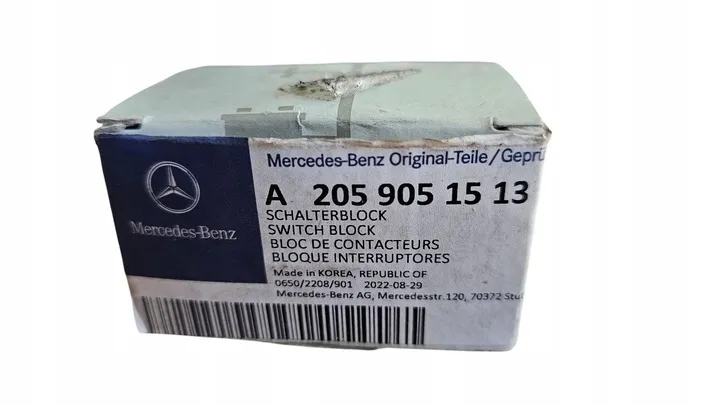 Mercedes-Benz Original-Teile/Geprü
A 205 905 15 13
SCHALTERBLOCK
SWITCH BLOCK
BLOC DE CONTACTEURS
BLOQUE INTERRUPTORES
Made in KOREA, REPUBLIC OF
0650/2208/901 2022-08-29
Mercedes-Benz AG, Mercedesstr.120, 70372 Stu
Mercedes-Benz